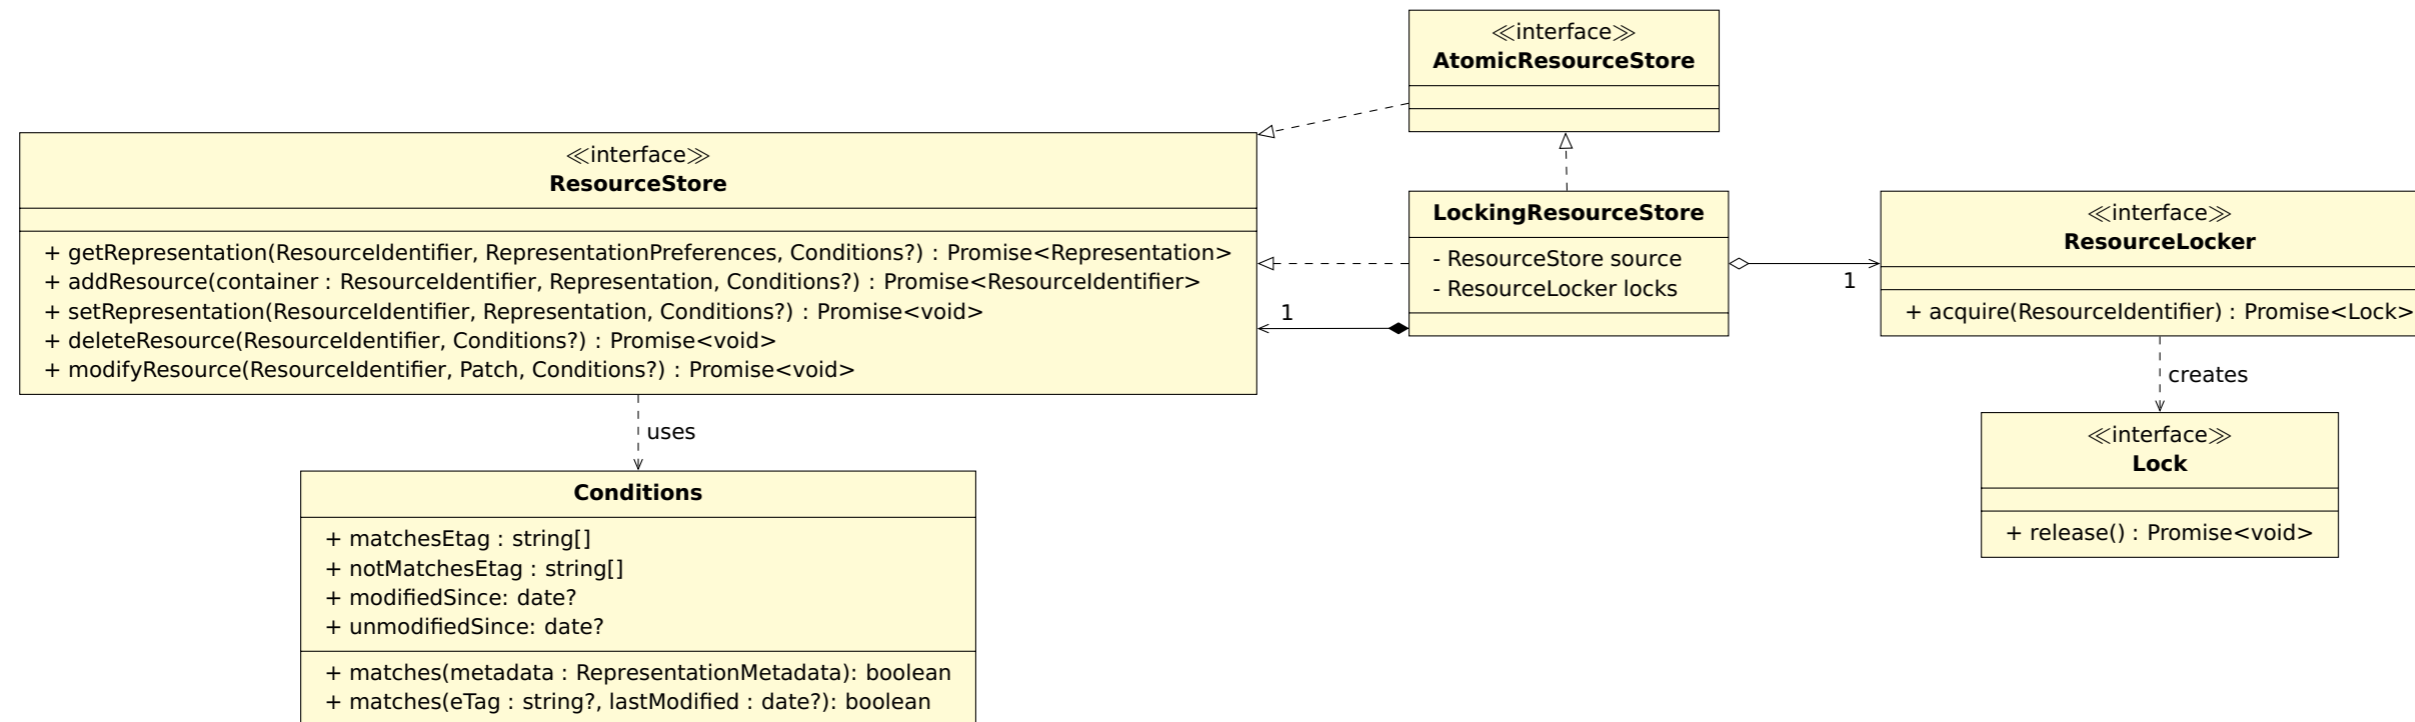 ≪interface≫
AtomicResourceStore
≪interface≫
ResourceStore
+ getRepresentation(ResourceIdentifier, RepresentationPreferences, Conditions?) : Promise<Representation>
+ addResource(container : ResourceIdentifier, Representation, Conditions?) : Promise<ResourceIdentifier>
+ setRepresentation(ResourceIdentifier, Representation, Conditions?) : Promise<void>
+ deleteResource(ResourceIdentifier, Conditions?) : Promise<void>
+ modifyResource(ResourceIdentifier, Patch, Conditions?) : Promise<void>
LockingResourceStore
- ResourceStore source
- ResourceLocker locks
1
1
≪interface≫
ResourceLocker
+ acquire(ResourceIdentifier) : Promise<Lock>
creates
≪interface≫
Lock
+ release() : Promise<void>
uses
Conditions
+ matchesEtag : string[]
+ notMatchesEtag : string[]
+ modifiedSince: date?
+ unmodifiedSince: date?
+ matches(metadata : RepresentationMetadata): boolean
+ matches(eTag : string?, lastModified : date?): boolean